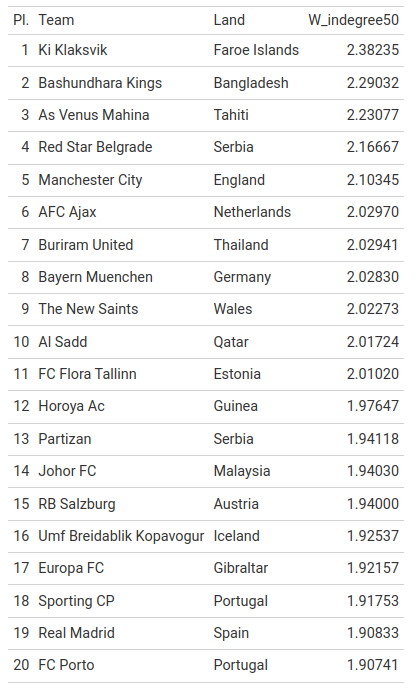 Pl. Team Land W_indegree50
1 Ki Klaksvik Faroe Islands 2.38235
2 Bashundhara Kings Bangladesh 2.29032
3 As Venus Mahina Tahiti 2.23077
4 Red Star Belgrade Serbia 2.16667
5 Manchester City England 2.10345
6 AFC Ajax Netherlands 2.02970
7 Buriram United Thailand 2.02941
8 Bayern Muenchen Germany 2.02830
9 The New Saints Wales 2.02273
10 Al Sadd Qatar 2.01724
11 FC Flora Tallinn Estonia 2.01020
12 Horoya Ac Guinea 1.97647
13 Partizan Serbia 1.94118
14 Johor FC Malaysia 1.94030
15 RB Salzburg Austria 1.94000
16 Umf Breidablik Kopavogur Iceland 1.92537
17 Europa FC Gibraltar 1.92157
18 Sporting CP Portugal 1.91753
19 Real Madrid Spain 1.90833
20 FC Porto Portugal 1.90741